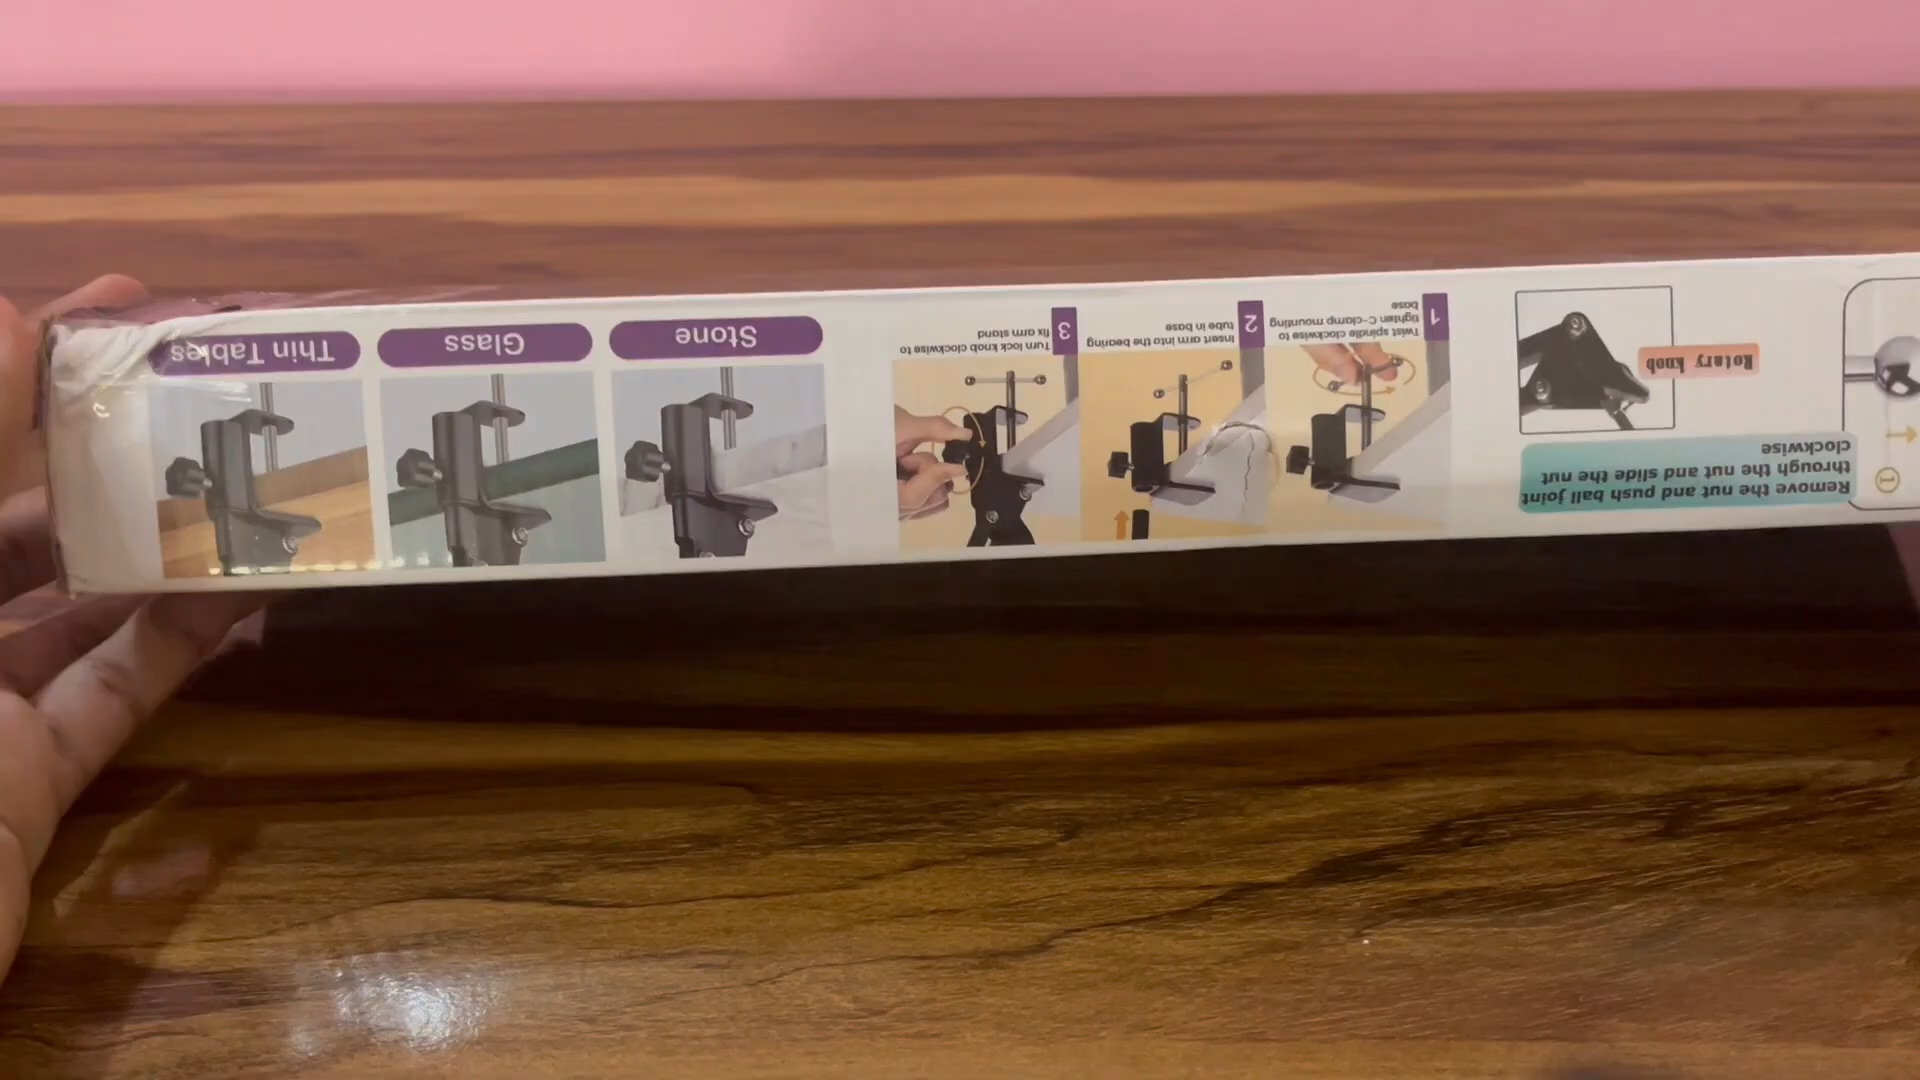 1
Remove the nut and push ball joint
through the nut and slide the nut
clockwise
Rotary knob
1
Twist spindle clockwise to
tighten C-clamp mounting
base
2
Insert arm into the bearing
tube in base
3
Turn lock knob clockwise to
fix arm stand
Stone
Glass
Thin Tables